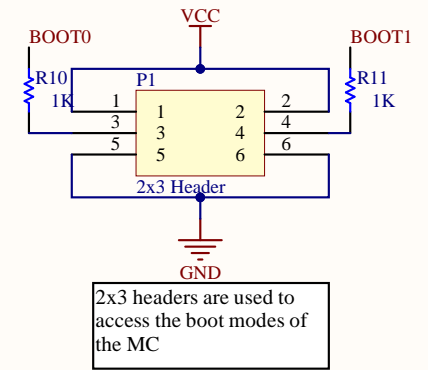 VCC
BOOT0
BOOT1
R10
P1
R11
1K
1
1
2
2
1K
3
3
4
4
5
5
6
6
2x3 Header
GND
2x3 headers are used to
access the boot modes of
the MC